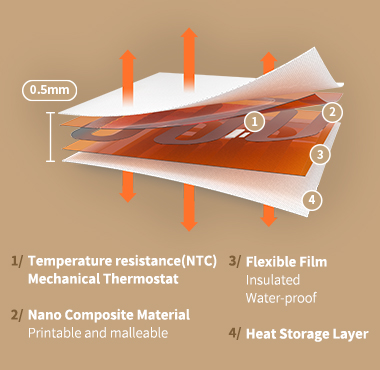 0.5mm
1
2
3
4
1/ Temperature resistance(NTC)
Mechanical Thermostat
2/ Nano Composite Material
Printable and malleable
3/ Flexible Film
Insulated
Water-proof
4/ Heat Storage Layer